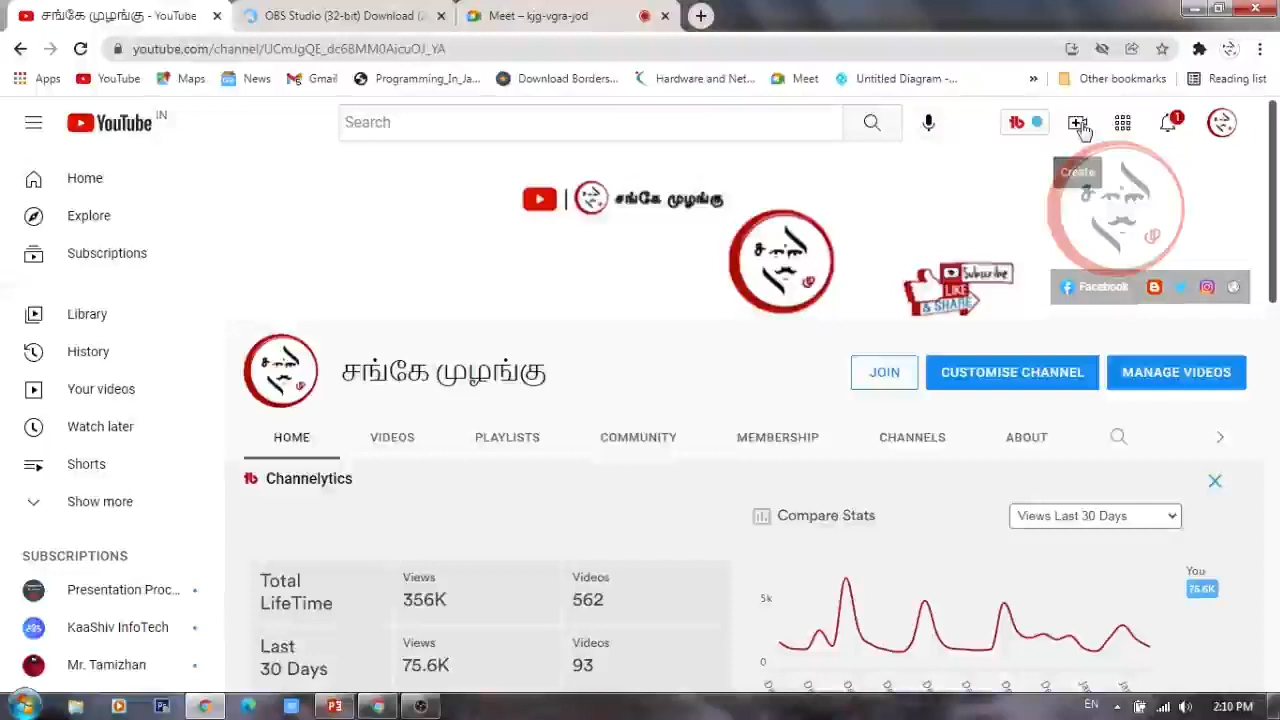 சங்கே முழங்கு - YouTube
OBS Studio (32-bit) Download (2
Meet – kjg-vgra-jod
Apps
YouTube
Maps
News
Gmail
Programming_In_Ja...
Download Borders...
Hardware and Net...
Meet
Untitled Diagram -...
»
Other bookmarks
Reading list
YouTube IN
Search
1
Create
Home
Explore
Subscriptions
Library
History
Your videos
Watch later
Shorts
Show more
SUBSCRIPTIONS
Presentation Proc...
KaaShiv InfoTech
Mr. Tamizhan
சங்கே முழங்கு
Subscribe
LIKE
& SHARE
Facebook
சங்கே முழங்கு
JOIN
CUSTOMISE CHANNEL
MANAGE VIDEOS
HOME
VIDEOS
PLAYLISTS
COMMUNITY
MEMBERSHIP
CHANNELS
ABOUT
Channelytics
Compare Stats
Views Last 30 Days
Total
LifeTime
Views
356K
Videos
562
Last
30 Days
Views
75.6K
Videos
93
5k
0
You
75.6K
EN
2:10 PM